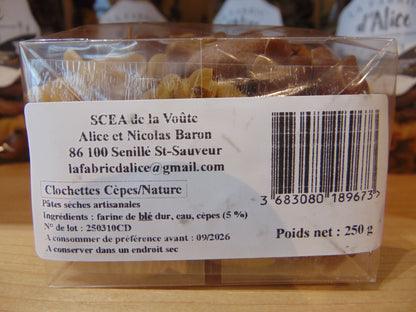 d'Alice
SCEA de la Voûte
Alice et Nicolas Baron
86 100 Senillé St-Sauveur
lafabricdalice@gmail.com
Clochettes Cèpes/Nature
Pâtes sèches artisanales
Ingrédients : farine de blé dur, eau, cèpes (5 %)
N° de lot : 250310CD
A consommer de préférence avant : 09/2026
A conserver dans un endroit sec
3 683080 189673
Poids net : 250 g